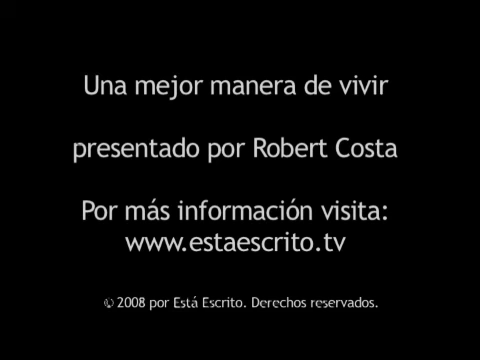 Una mejor manera de vivir
presentado por Robert Costa
Por más información visita:
www.estaescrito.tv
© 2008 por Está Escrito. Derechos reservados.